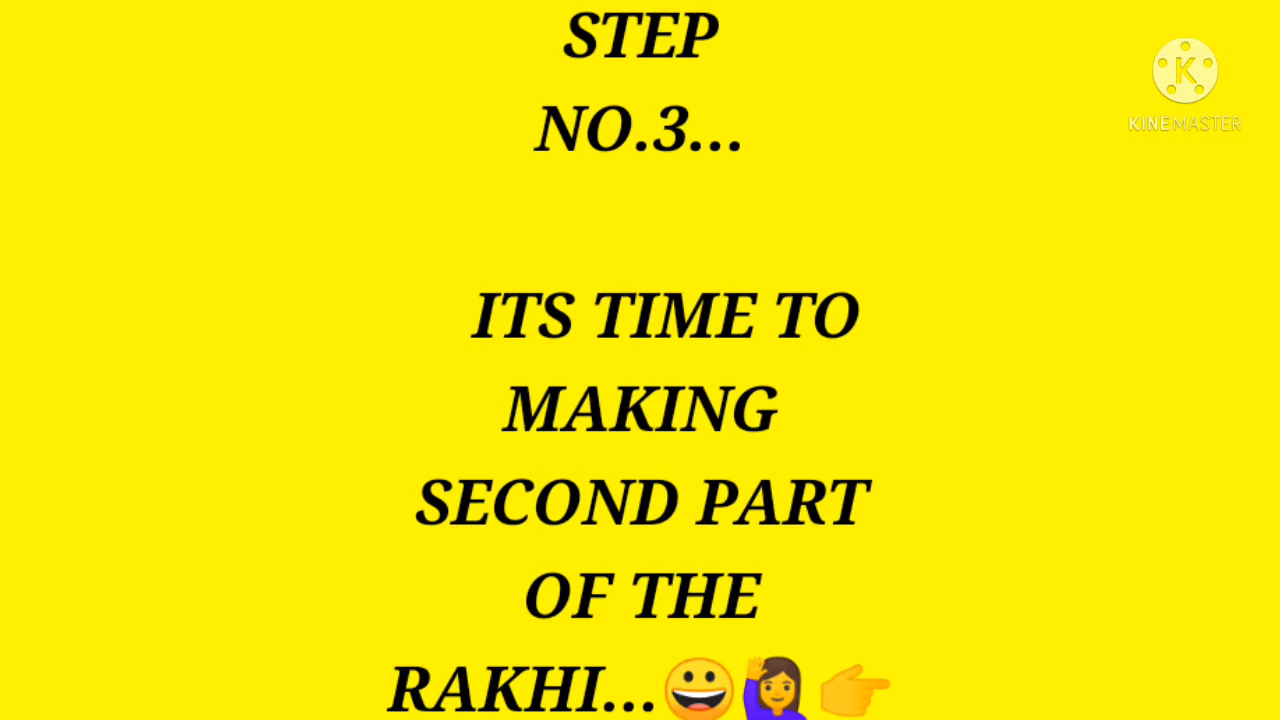 STEP
NO.3...
ITS TIME TO
MAKING
SECOND PART
OF THE
RAKHI...😀🙋‍♀️👉
K
KINEMASTER